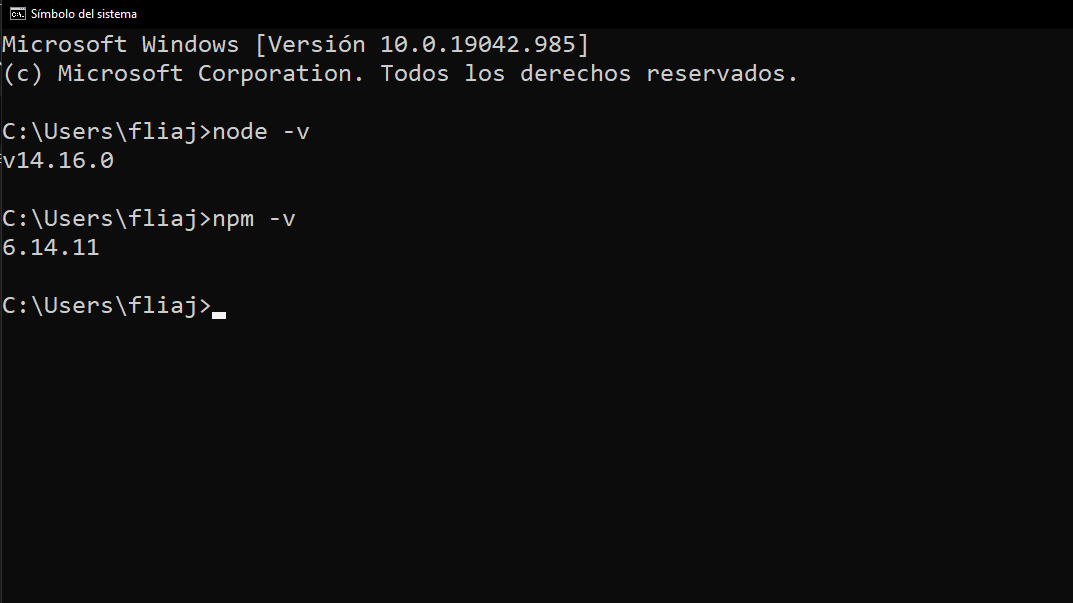 Símbolo del sistema
Microsoft Windows [Versión 10.0.19042.985]
(c) Microsoft Corporation. Todos los derechos reservados.
C:\Users\fliaj>node -v
v14.16.0
C:\Users\fliaj>npm -v
6.14.11
C:\Users\fliaj>